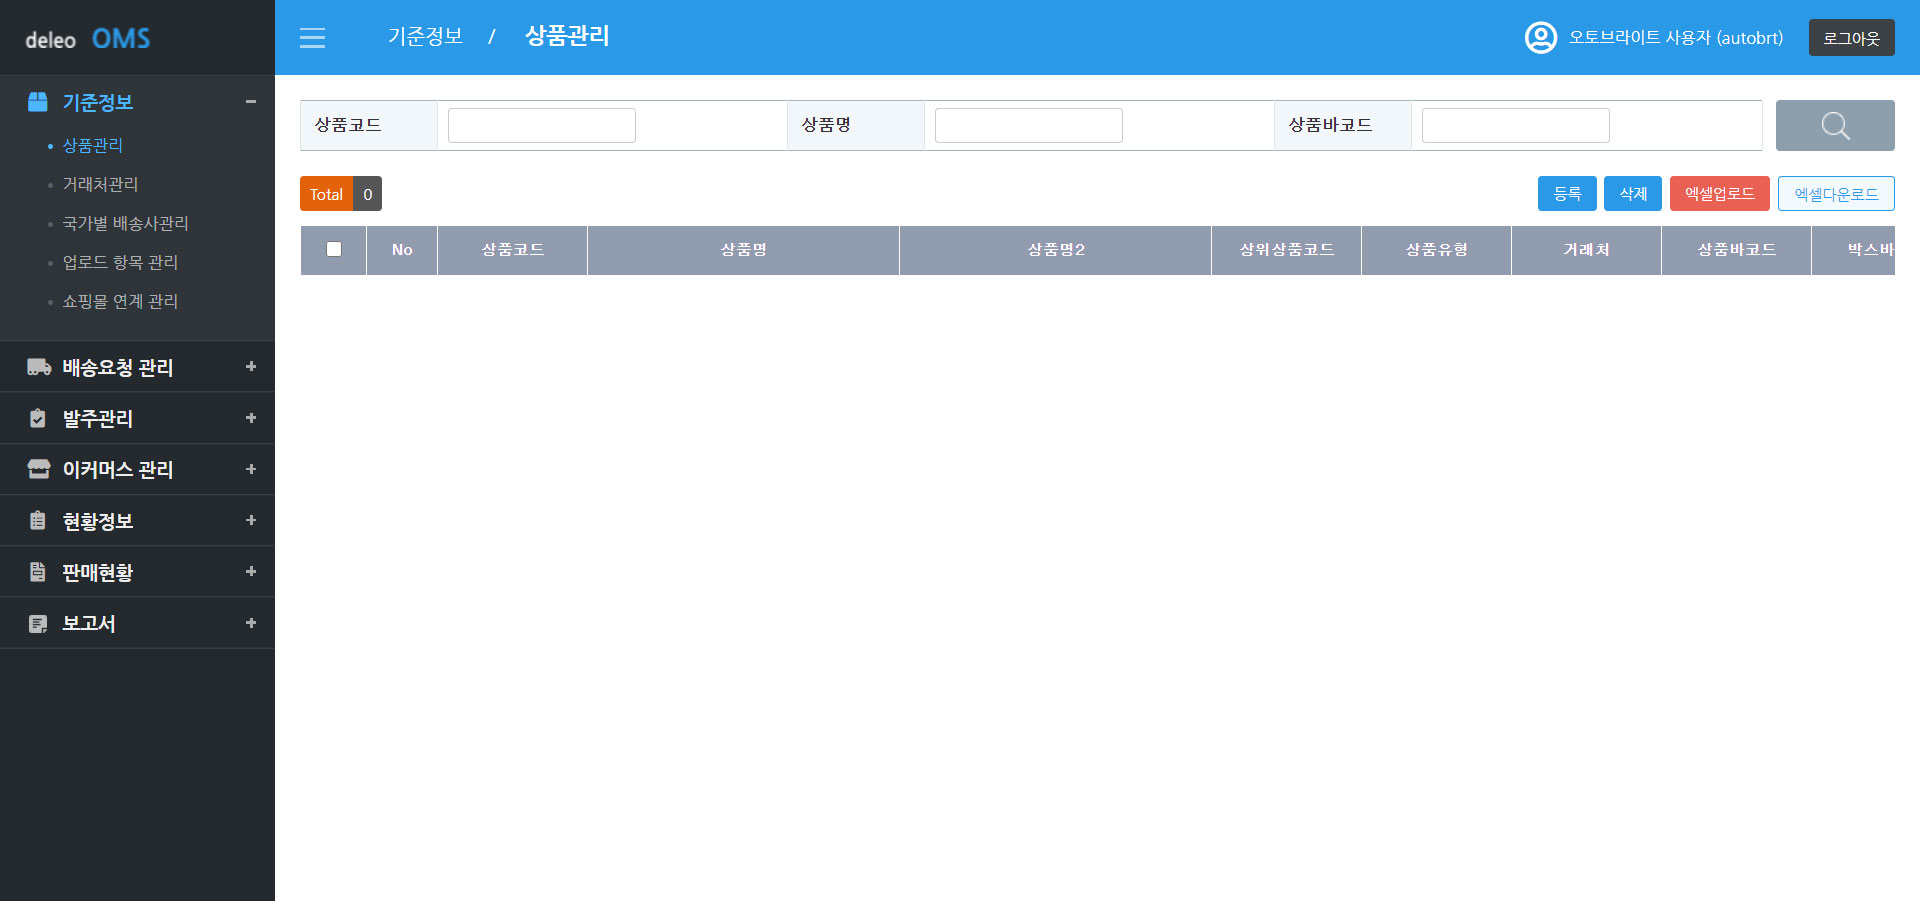 deleo OMS
기준정보 / 상품관리
오토브라이트 사용자 (autobrt)
로그아웃
기준정보
상품관리
거래처관리
국가별 배송사관리
업로드 항목 관리
쇼핑몰 연계 관리
배송요청 관리
발주관리
이커머스 관리
현황정보
판매현황
보고서
상품코드 상품명 상품바코드
Total 0
등록 삭제 엑셀업로드 엑셀다운로드
No 상품코드 상품명 상품명2 상위상품코드 상품유형 거래처 상품바코드 박스바